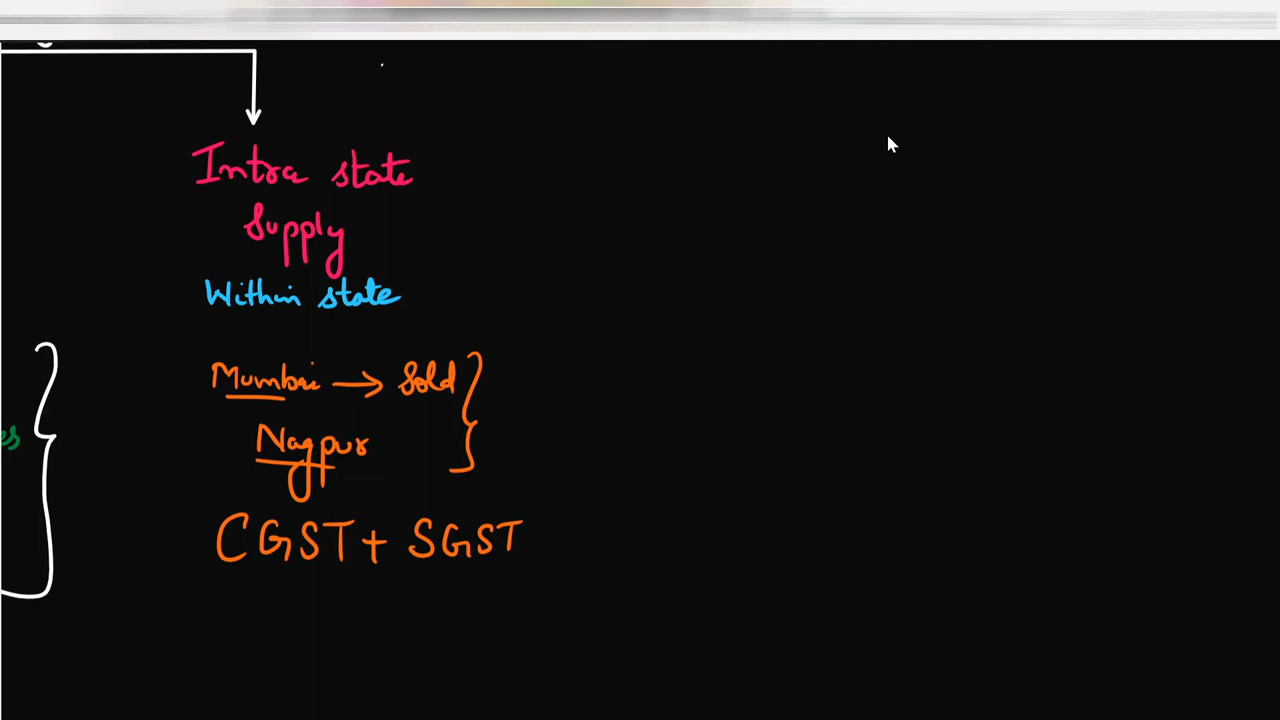 Intra state
Supply
Within state
Mumbai → Sold
Nagpur
CGST + SGST